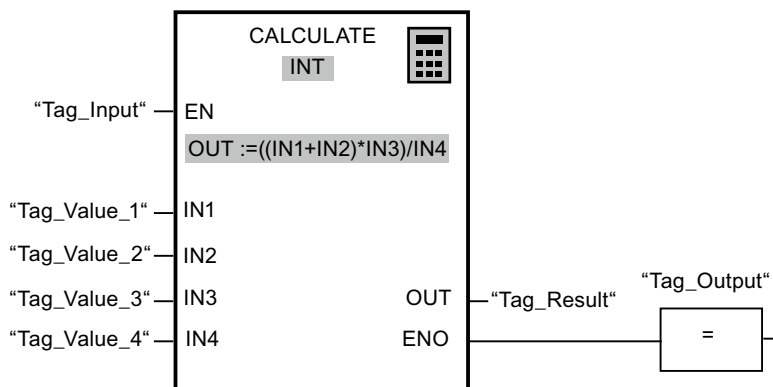 CALCULATE
INT
“Tag_Input“
EN
OUT :=((IN1+IN2)*IN3)/IN4
“Tag_Value_1“
IN1
“Tag_Value_2“
IN2
“Tag_Output“
“Tag_Value_3“
IN3
OUT
“Tag_Result“
“Tag_Value_4“
IN4
ENO
=